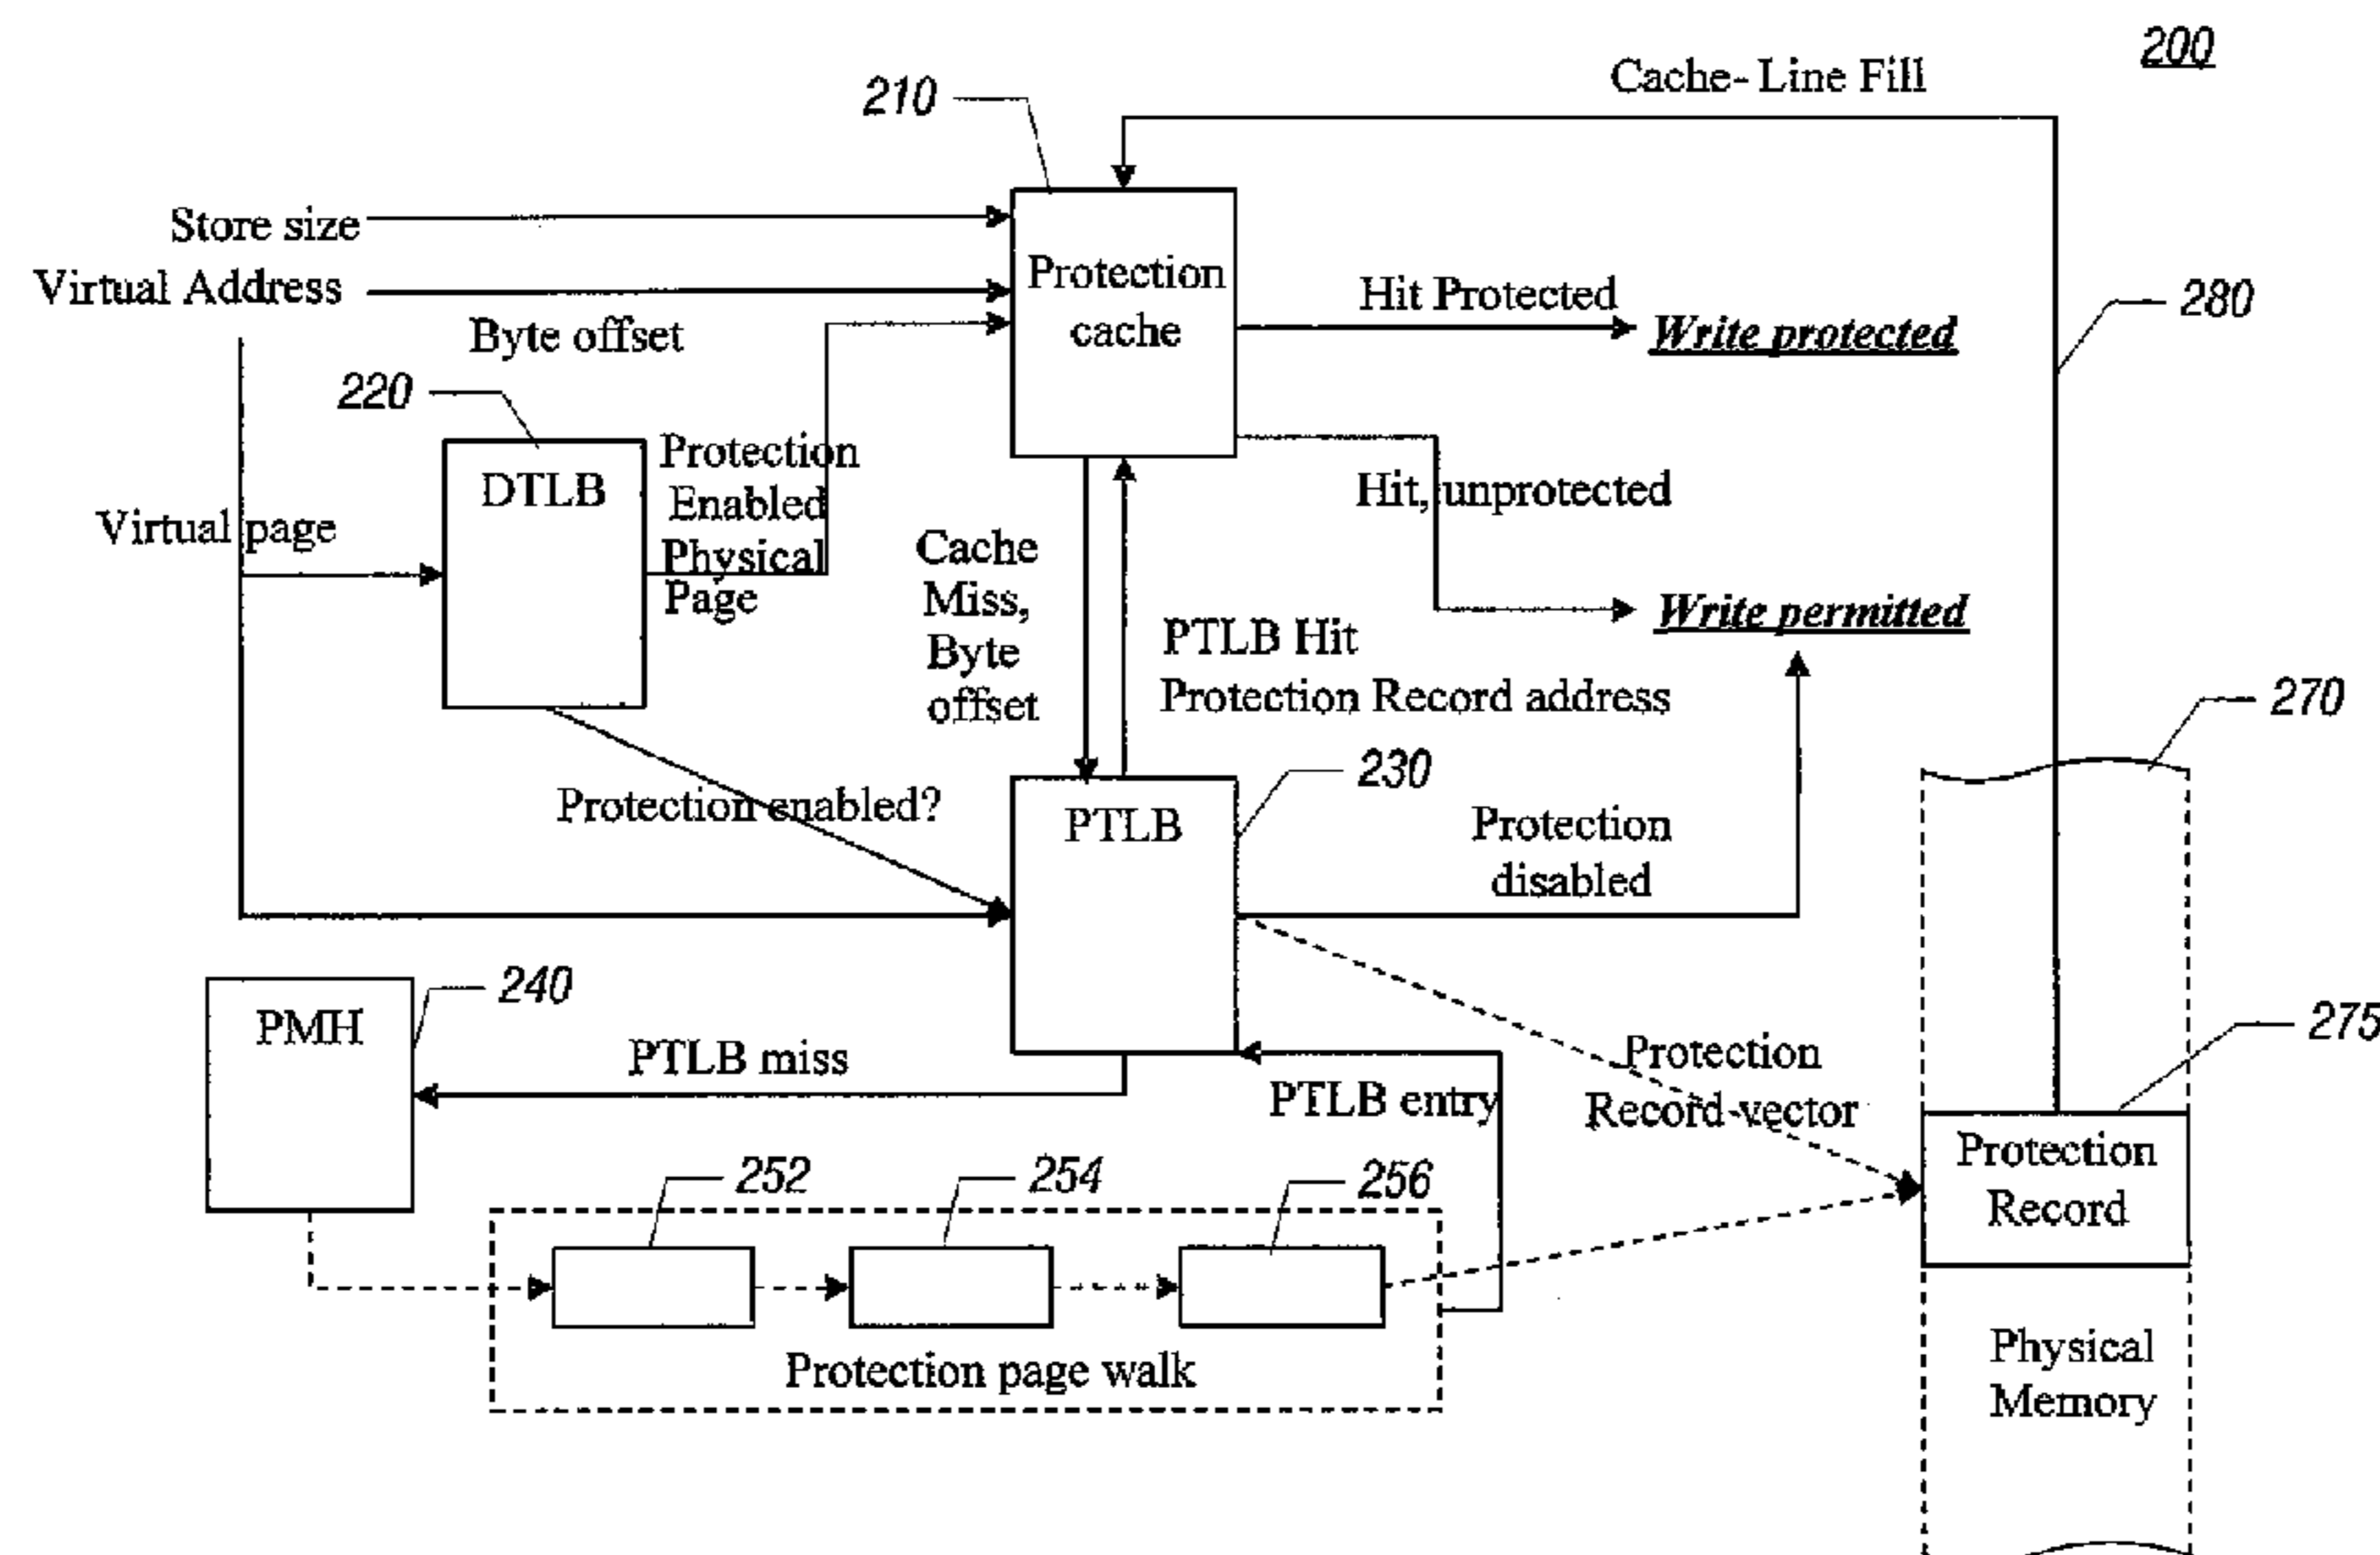 200
Cache-Line Fill
210
Store size
Virtual Address
Byte offset
Protection
cache
Hit Protected
Write protected
280
220
DTLB
Protection
Enabled
Physical
Page
Virtual page
Hit, unprotected
Cache
Miss,
Byte
offset
Write permitted
PTLB Hit
Protection Record address
270
Protection enabled?
230
PTLB
Protection
disabled
240
PMH
PTLB miss
PTLB entry
Protection
Record vector
275
Protection
Record
252
254
256
Protection page walk
Physical
Memory